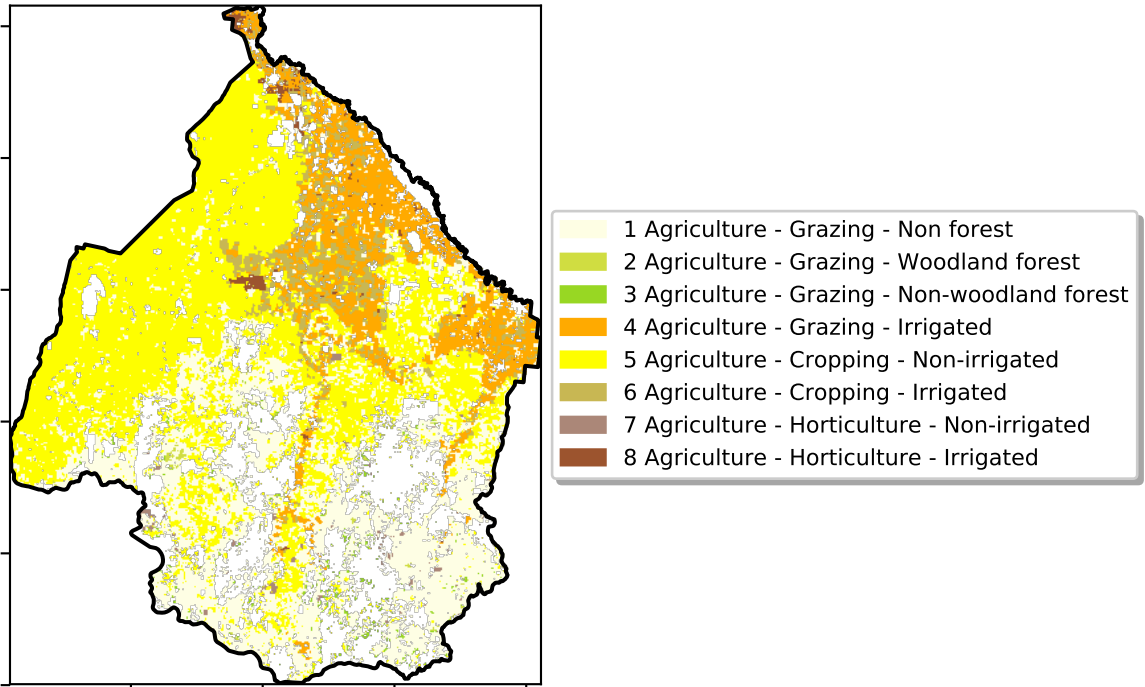 1 Agriculture - Grazing - Non forest
2 Agriculture - Grazing - Woodland forest
3 Agriculture - Grazing - Non-woodland forest
4 Agriculture - Grazing - Irrigated
5 Agriculture - Cropping - Non-irrigated
6 Agriculture - Cropping - Irrigated
7 Agriculture - Horticulture - Non-irrigated
8 Agriculture - Horticulture - Irrigated